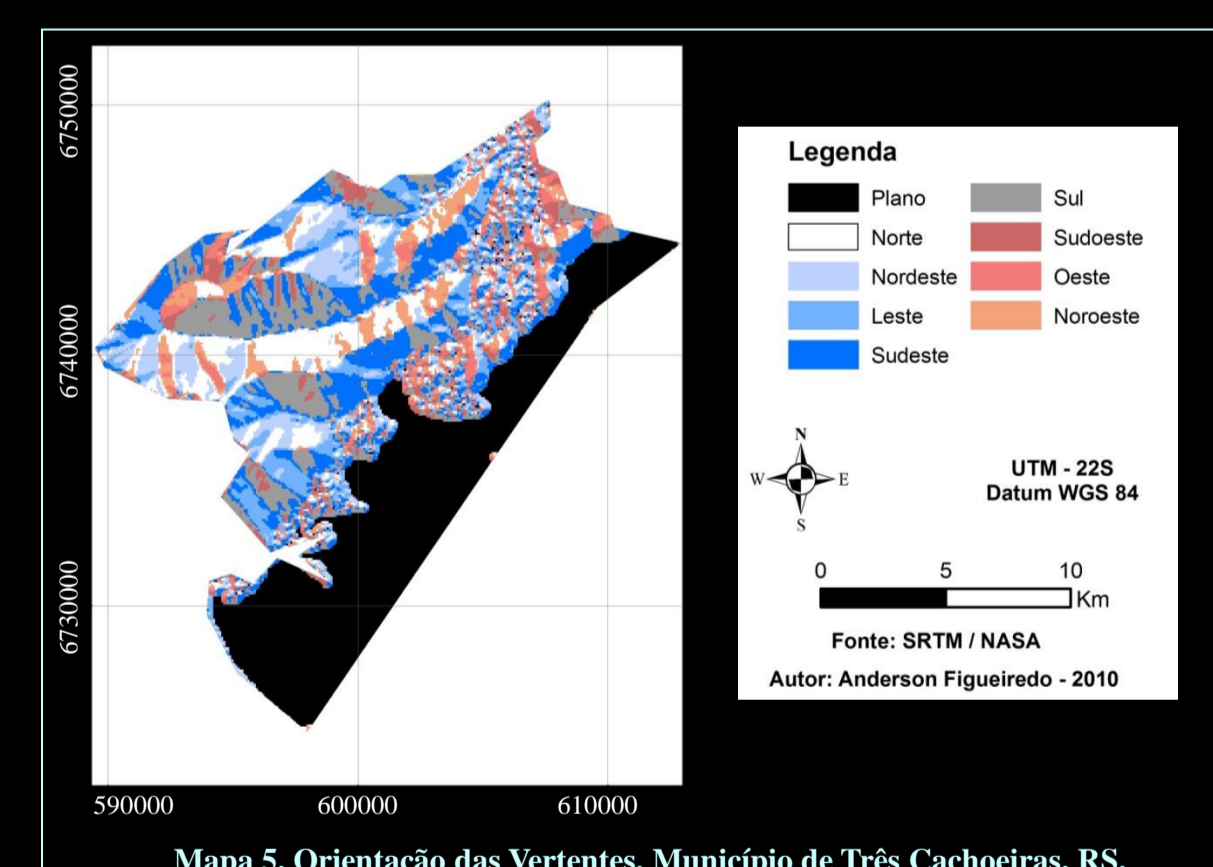 6750000
6740000
6730000
590000
600000
610000
Legenda
Plano
Norte
Nordeste
Leste
Sudeste
Sul
Sudoeste
Oeste
Noroeste
N
W
E
S
UTM - 22S
Datum WGS 84
0 5 10
Km
Fonte: SRTM / NASA
Autor: Anderson Figueiredo - 2010
Mapa 5. Orientação das Vertentes. Município de Três Cachoeiras, RS.